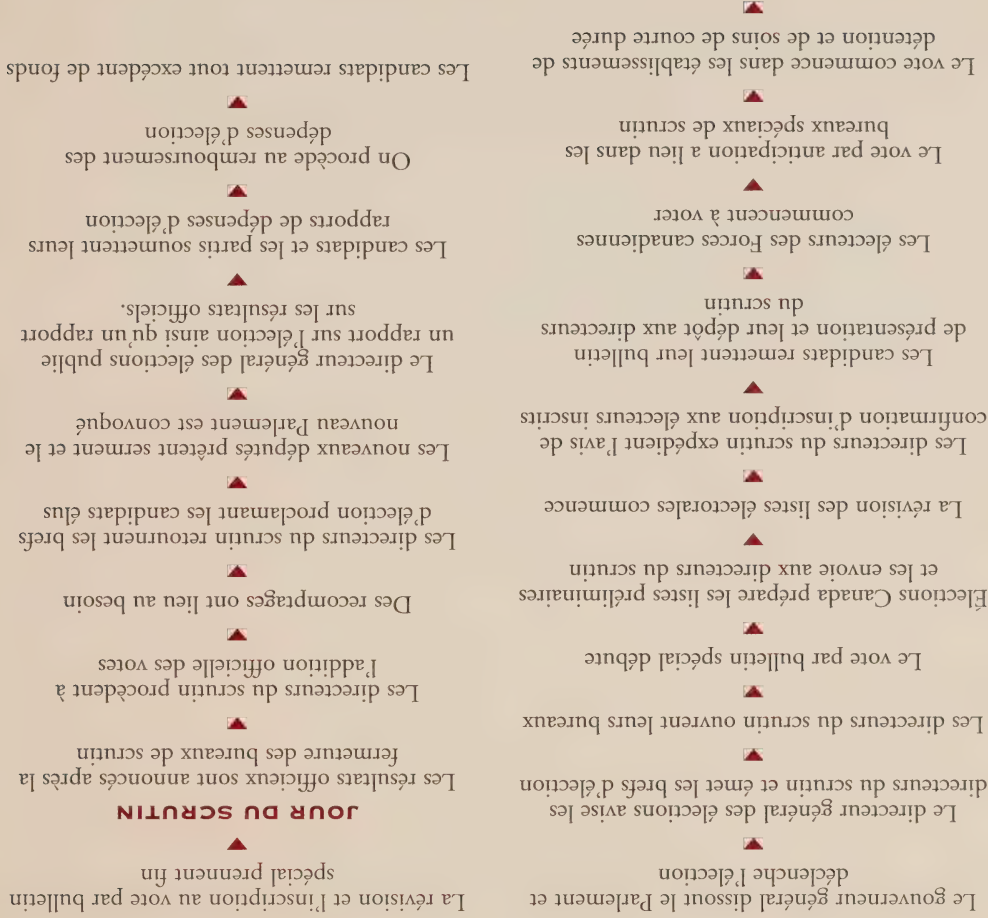 Le gouverneur général dissout le Parlement et
déclenche l'élection
Le directeur général des élections avise les
directeurs du scrutin et émet les brefs d'élection
Les directeurs du scrutin ouvrent leurs bureaux
Le vote par bulletin spécial débute
Élections Canada prépare les listes préliminaires
et les envoie aux directeurs du scrutin
La révision des listes électorales commence
Les directeurs du scrutin expédient l'avis de
confirmation d'inscription aux électeurs inscrits
Les candidats remettent leur bulletin
de présentation et leur dépôt aux directeurs
du scrutin
Les électeurs des Forces canadiennes
commencent à voter
Le vote par anticipation a lieu dans les
bureaux spéciaux de scrutin
Le vote commence dans les établissements de
détention et de soins de courte durée
La révision et l'inscription au vote par bulletin
spécial prennent fin
JOUR DU SCRUTIN
Les résultats officieux sont annoncés après la
fermeture des bureaux de scrutin
Les directeurs du scrutin procèdent à
l'addition officielle des votes
Des recomptages ont lieu au besoin
Les directeurs du scrutin retournent les brefs
d'élection proclamant les candidats élus
Les nouveaux députés prêtent serment et le
nouveau Parlement est convoqué
Le directeur général des élections publie
un rapport sur l'élection ainsi qu'un rapport
sur les résultats officiels.
Les candidats et les partis soumettent leurs
rapports de dépenses d'élection
On procède au remboursement des
dépenses d'élection
Les candidats remettent tout excédent de fonds